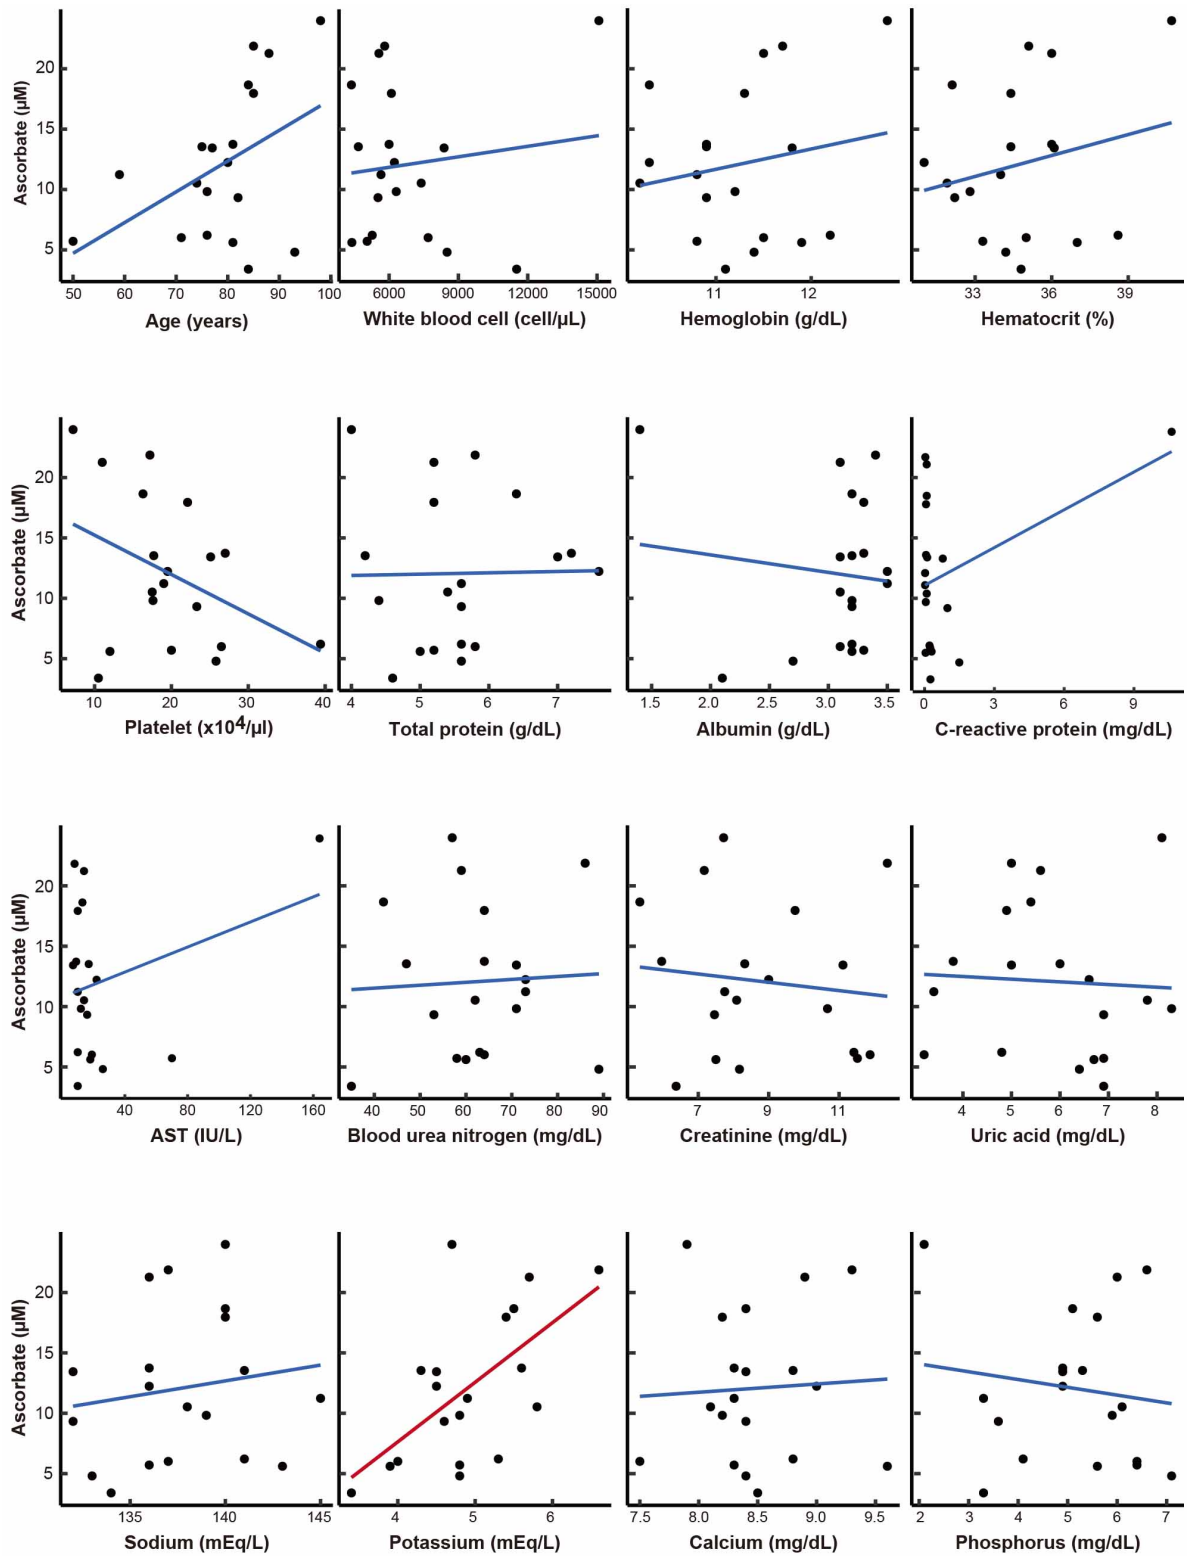 Ascorbate (µM)
20
15
10
5
50 60 70 80 90 100 6000 9000 12000 15000 11 12 33 36 39
Age (years) White blood cell (cell/µL) Hemoglobin (g/dL) Hematocrit (%)
Ascorbate (µM)
20
15
10
5
10 20 30 40 4 5 6 7 1.5 2.0 2.5 3.0 3.5 0 3 6 9
Platelet (x10⁴/µl) Total protein (g/dL) Albumin (g/dL) C-reactive protein (mg/dL)
Ascorbate (µM)
20
15
10
5
40 80 120 160 40 50 60 70 80 90 7 9 11 4 5 6 7 8
AST (IU/L) Blood urea nitrogen (mg/dL) Creatinine (mg/dL) Uric acid (mg/dL)
Ascorbate (µM)
20
15
10
5
135 140 145 4 5 6 7.5 8.0 8.5 9.0 9.5 2 3 4 5 6 7
Sodium (mEq/L) Potassium (mEq/L) Calcium (mg/dL) Phosphorus (mg/dL)